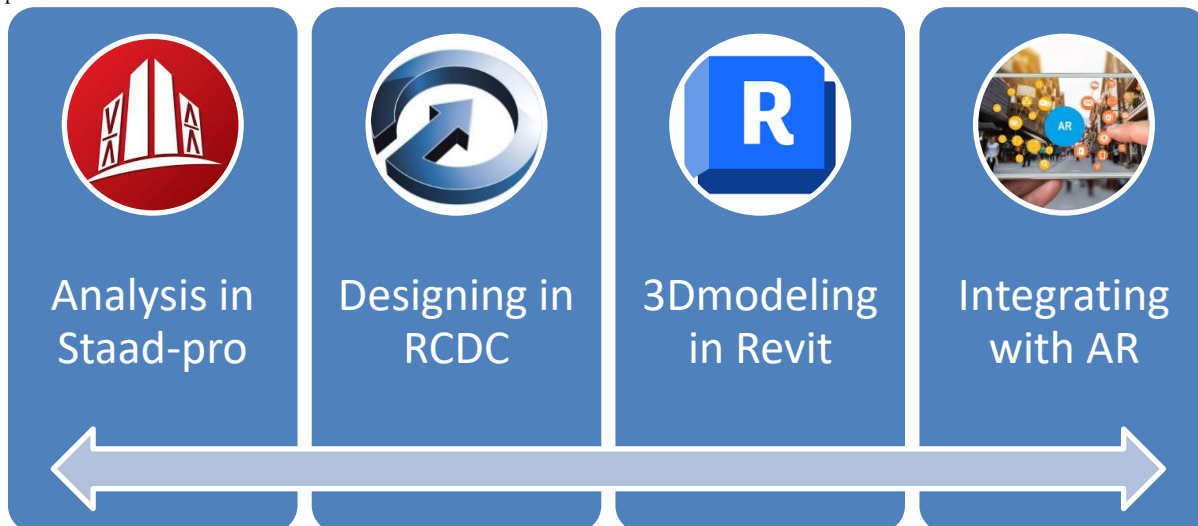 Analysis in
Staad-pro
Designing in
RCDC
R
3Dmodeling
in Revit
AR
Integrating
with AR